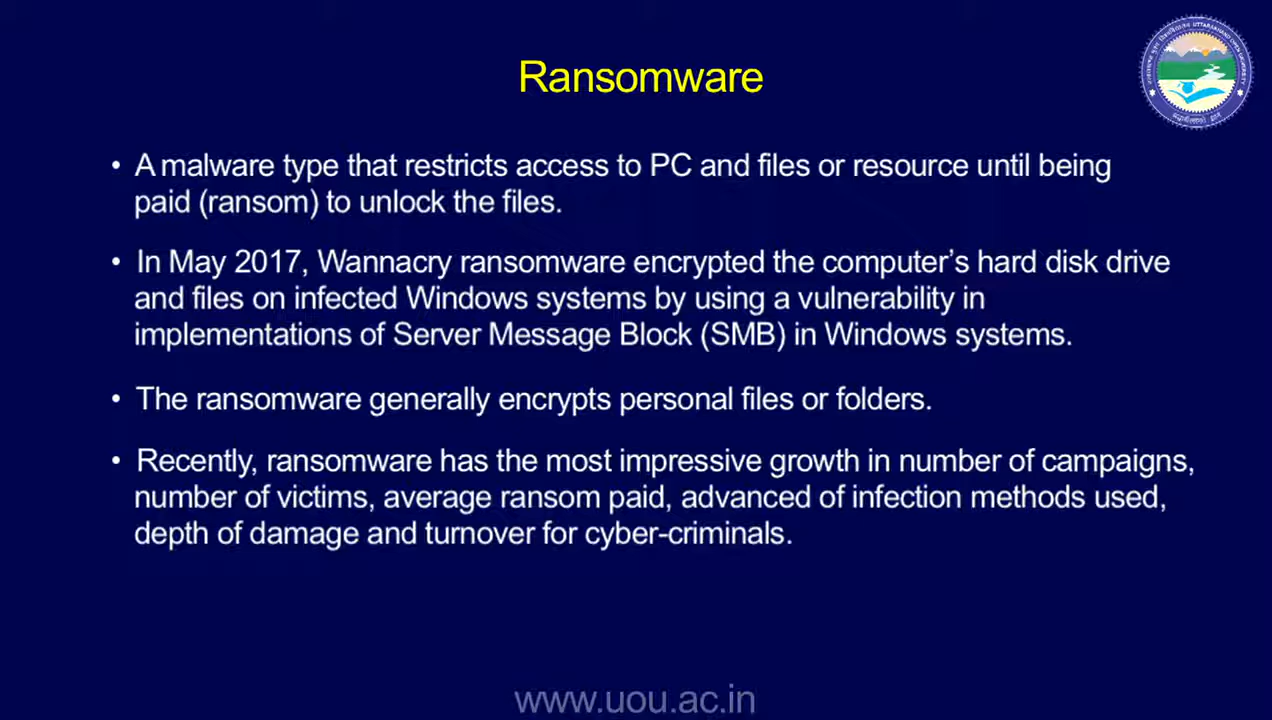 Ransomware
• A malware type that restricts access to PC and files or resource until being
paid (ransom) to unlock the files.
• In May 2017, Wannacry ransomware encrypted the computer's hard disk drive
and files on infected Windows systems by using a vulnerability in
implementations of Server Message Block (SMB) in Windows systems.
• The ransomware generally encrypts personal files or folders.
• Recently, ransomware has the most impressive growth in number of campaigns,
number of victims, average ransom paid, advanced of infection methods used,
depth of damage and turnover for cyber-criminals.
www.uou.ac.in
UTTARAKHAND OPEN UNIVERSITY